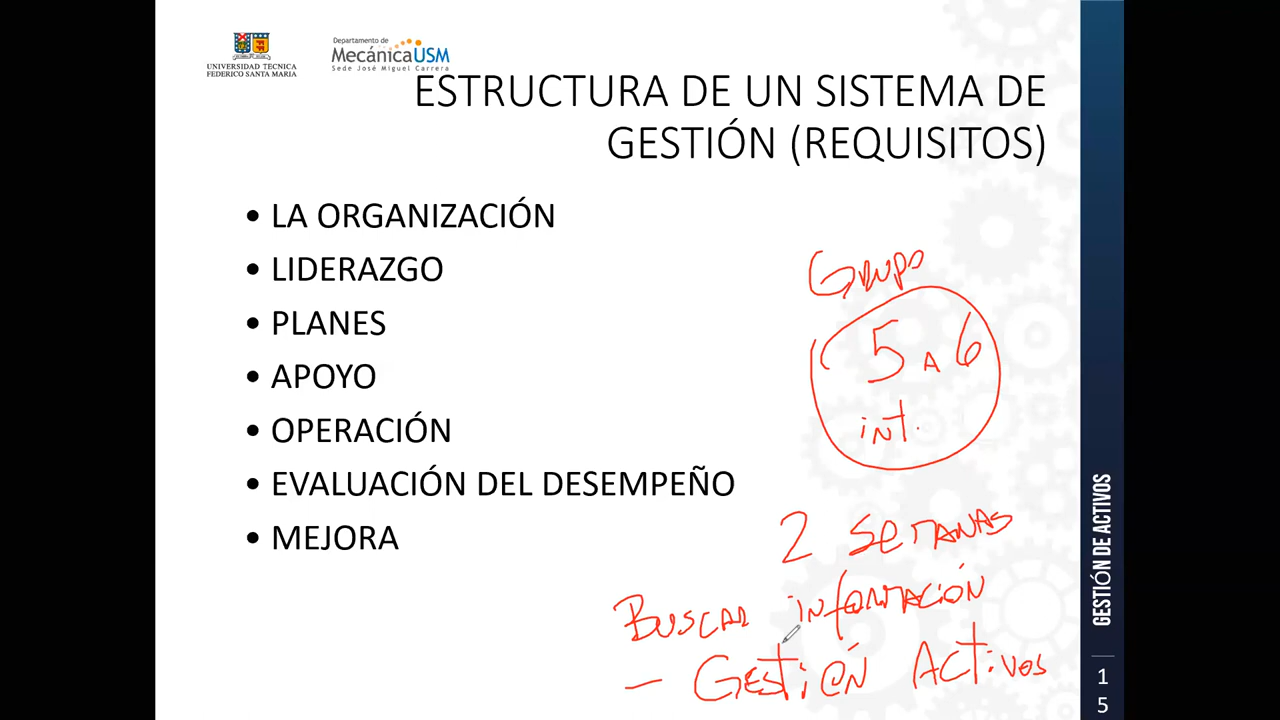 UNIVERSIDAD TECNICA
FEDERICO SANTA MARIA
Departamento de
MecánicaUSM
Sede José Miguel Carrera
ESTRUCTURA DE UN SISTEMA DE
GESTIÓN (REQUISITOS)
• LA ORGANIZACIÓN
• LIDERAZGO
• PLANES
• APOYO
• OPERACIÓN
• EVALUACIÓN DEL DESEMPEÑO
• MEJORA
Grupo
5 A 6
int.
2 Semanas
Buscar información
- Gestión Activos
GESTIÓN DE ACTIVOS
1
5